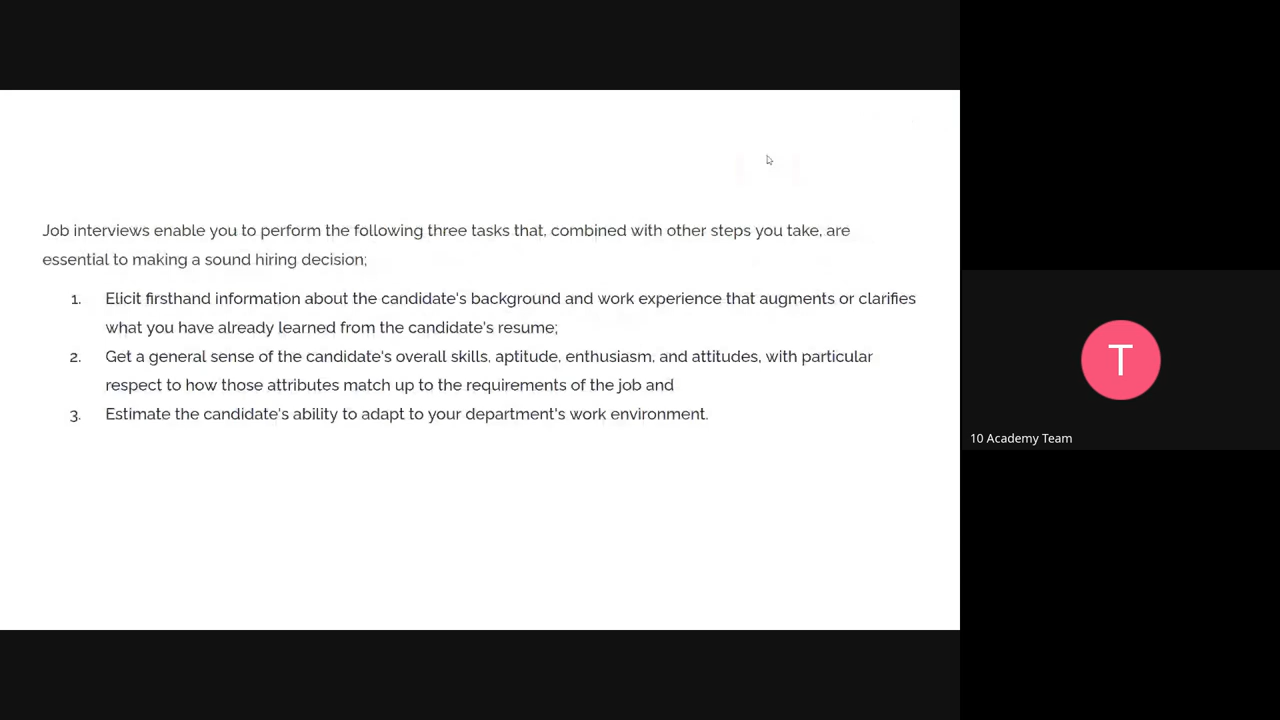 Job interviews enable you to perform the following three tasks that, combined with other steps you take, are
essential to making a sound hiring decision;
1. Elicit firsthand information about the candidate's background and work experience that augments or clarifies
what you have already learned from the candidate's resume;
2. Get a general sense of the candidate's overall skills, aptitude, enthusiasm, and attitudes, with particular
respect to how those attributes match up to the requirements of the job and
3. Estimate the candidate's ability to adapt to your department's work environment.
T
10 Academy Team